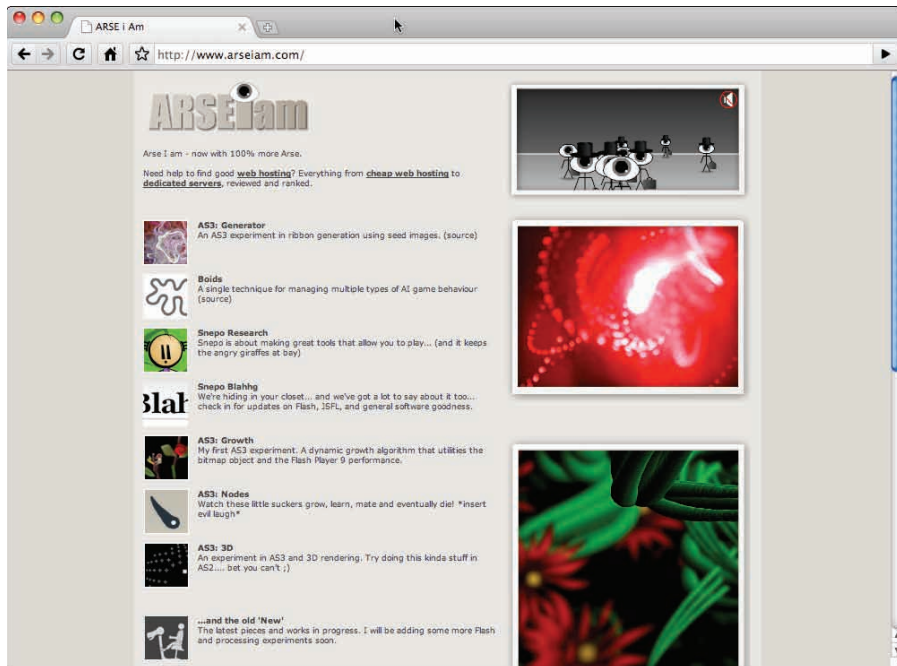 ARSE i Am
http://www.arseiam.com/
ARSEiam
Arse I am - now with 100% more Arse.
Need help to find good web hosting? Everything from cheap web hosting to
dedicated servers, reviewed and ranked.
AS3: Generator
An AS3 experiment in ribbon generation using seed images. (source)
Boids
A single technique for managing multiple types of AI game behaviour
(source)
Snepo Research
Snepo is about making great tools that allow you to play... (and it keeps
the angry giraffes at bay)
Blah
Snepo Blahhg
We're hiding in your closet... and we've got a lot to say about it too...
check in for updates on Flash, JSFL, and general software goodness.
AS3: Growth
My first AS3 experiment. A dynamic growth algorithm that utilities the
bitmap object and the Flash Player 9 performance.
AS3: Nodes
Watch these little suckers grow, learn, mate and eventually die! *insert
evil laugh*
AS3: 3D
An experiment in AS3 and 3D rendering. Try doing this kinda stuff in
AS2.... bet you can't ;)
...and the old 'New'
The latest pieces and works in progress. I will be adding some more Flash
and processing experiments soon.